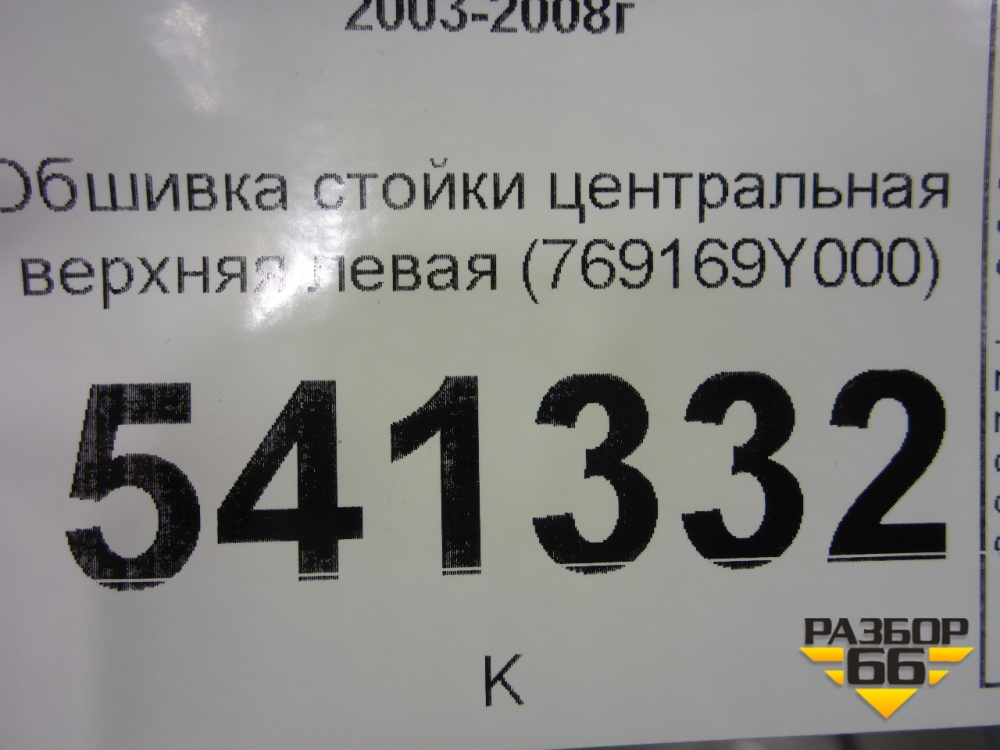 2003-2008г
Обшивка стойки центральная
верхняя левая (769169Y000)
541332
К
РАЗБОР
66